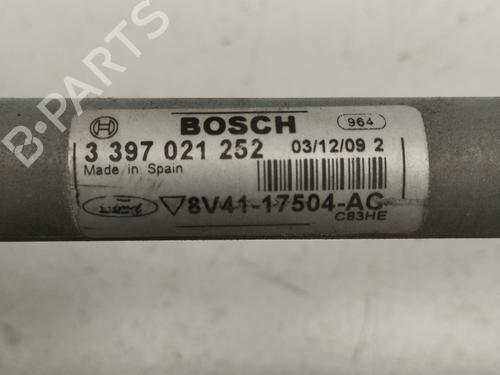 B-PARTS
BOSCH
964
3 397 021 252
03/12/09 2
Made in Spain
8V41-17504-AC
C83HE